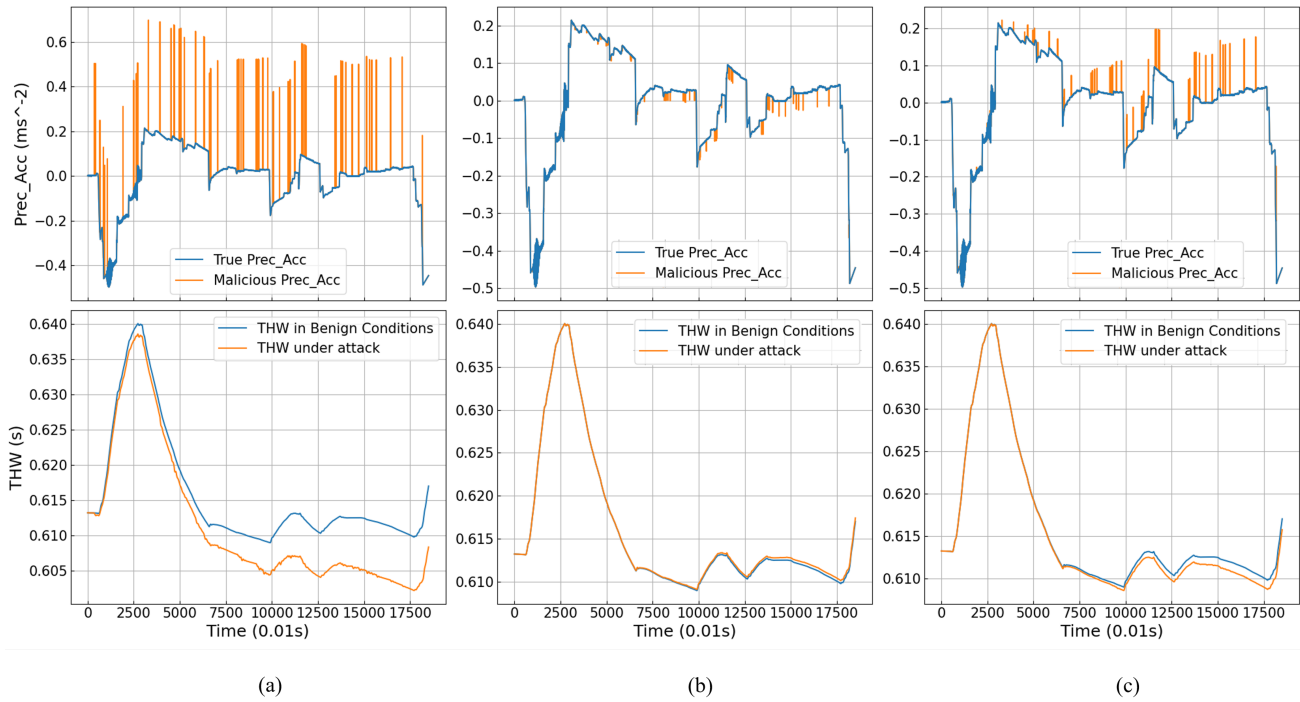 Prec_Acc (ms^-2)
0.6
0.4
0.2
0.0
−0.2
−0.4
True Prec_Acc
Malicious Prec_Acc
0.2
0.1
0.0
−0.1
−0.2
−0.3
−0.4
−0.5
True Prec_Acc
Malicious Prec_Acc
0.2
0.1
0.0
−0.1
−0.2
−0.3
−0.4
−0.5
True Prec_Acc
Malicious Prec_Acc
THW (s)
0.640
0.635
0.630
0.625
0.620
0.615
0.610
0.605
THW in Benign Conditions
THW under attack
0 2500 5000 7500 10000 12500 15000 17500
Time (0.01s)
0.640
0.635
0.630
0.625
0.620
0.615
0.610
THW in Benign Conditions
THW under attack
0 2500 5000 7500 10000 12500 15000 17500
Time (0.01s)
0.640
0.635
0.630
0.625
0.620
0.615
0.610
THW in Benign Conditions
THW under attack
0 2500 5000 7500 10000 12500 15000 17500
Time (0.01s)
(a) (b) (c)